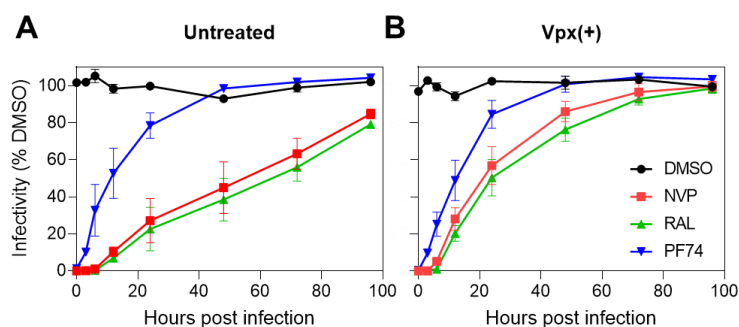 A
Untreated
B
Vpx(+)
Infectivity (% DMSO)
100
80
60
40
20
0
0 20 40 60 80 100
0 20 40 60 80 100
Hours post infection
Hours post infection
DMSO
NVP
RAL
PF74